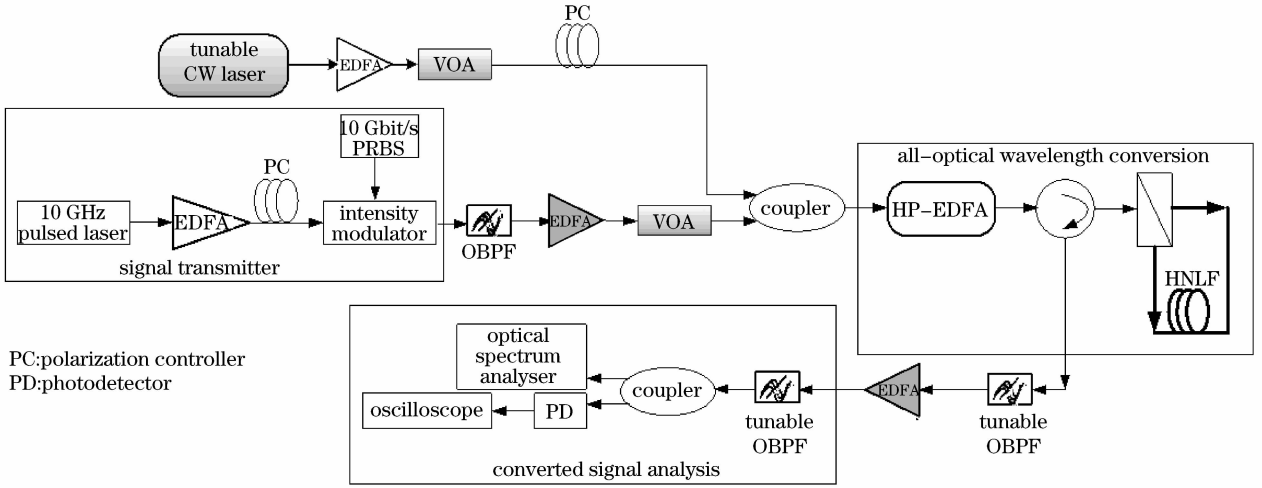 PC
tunable
CW laser
EDFA
VOA
10 Gbit/s
PRBS
PC
10 GHz
pulsed laser
EDFA
intensity
modulator
signal transmitter
OBPF
EDFA
VOA
coupler
all-optical wavelength conversion
HP-EDFA
HNLF
PC:polarization controller
PD:photodetector
optical
spectrum
analyser
oscilloscope
PD
coupler
tunable
OBPF
converted signal analysis
EDFA
tunable
OBPF